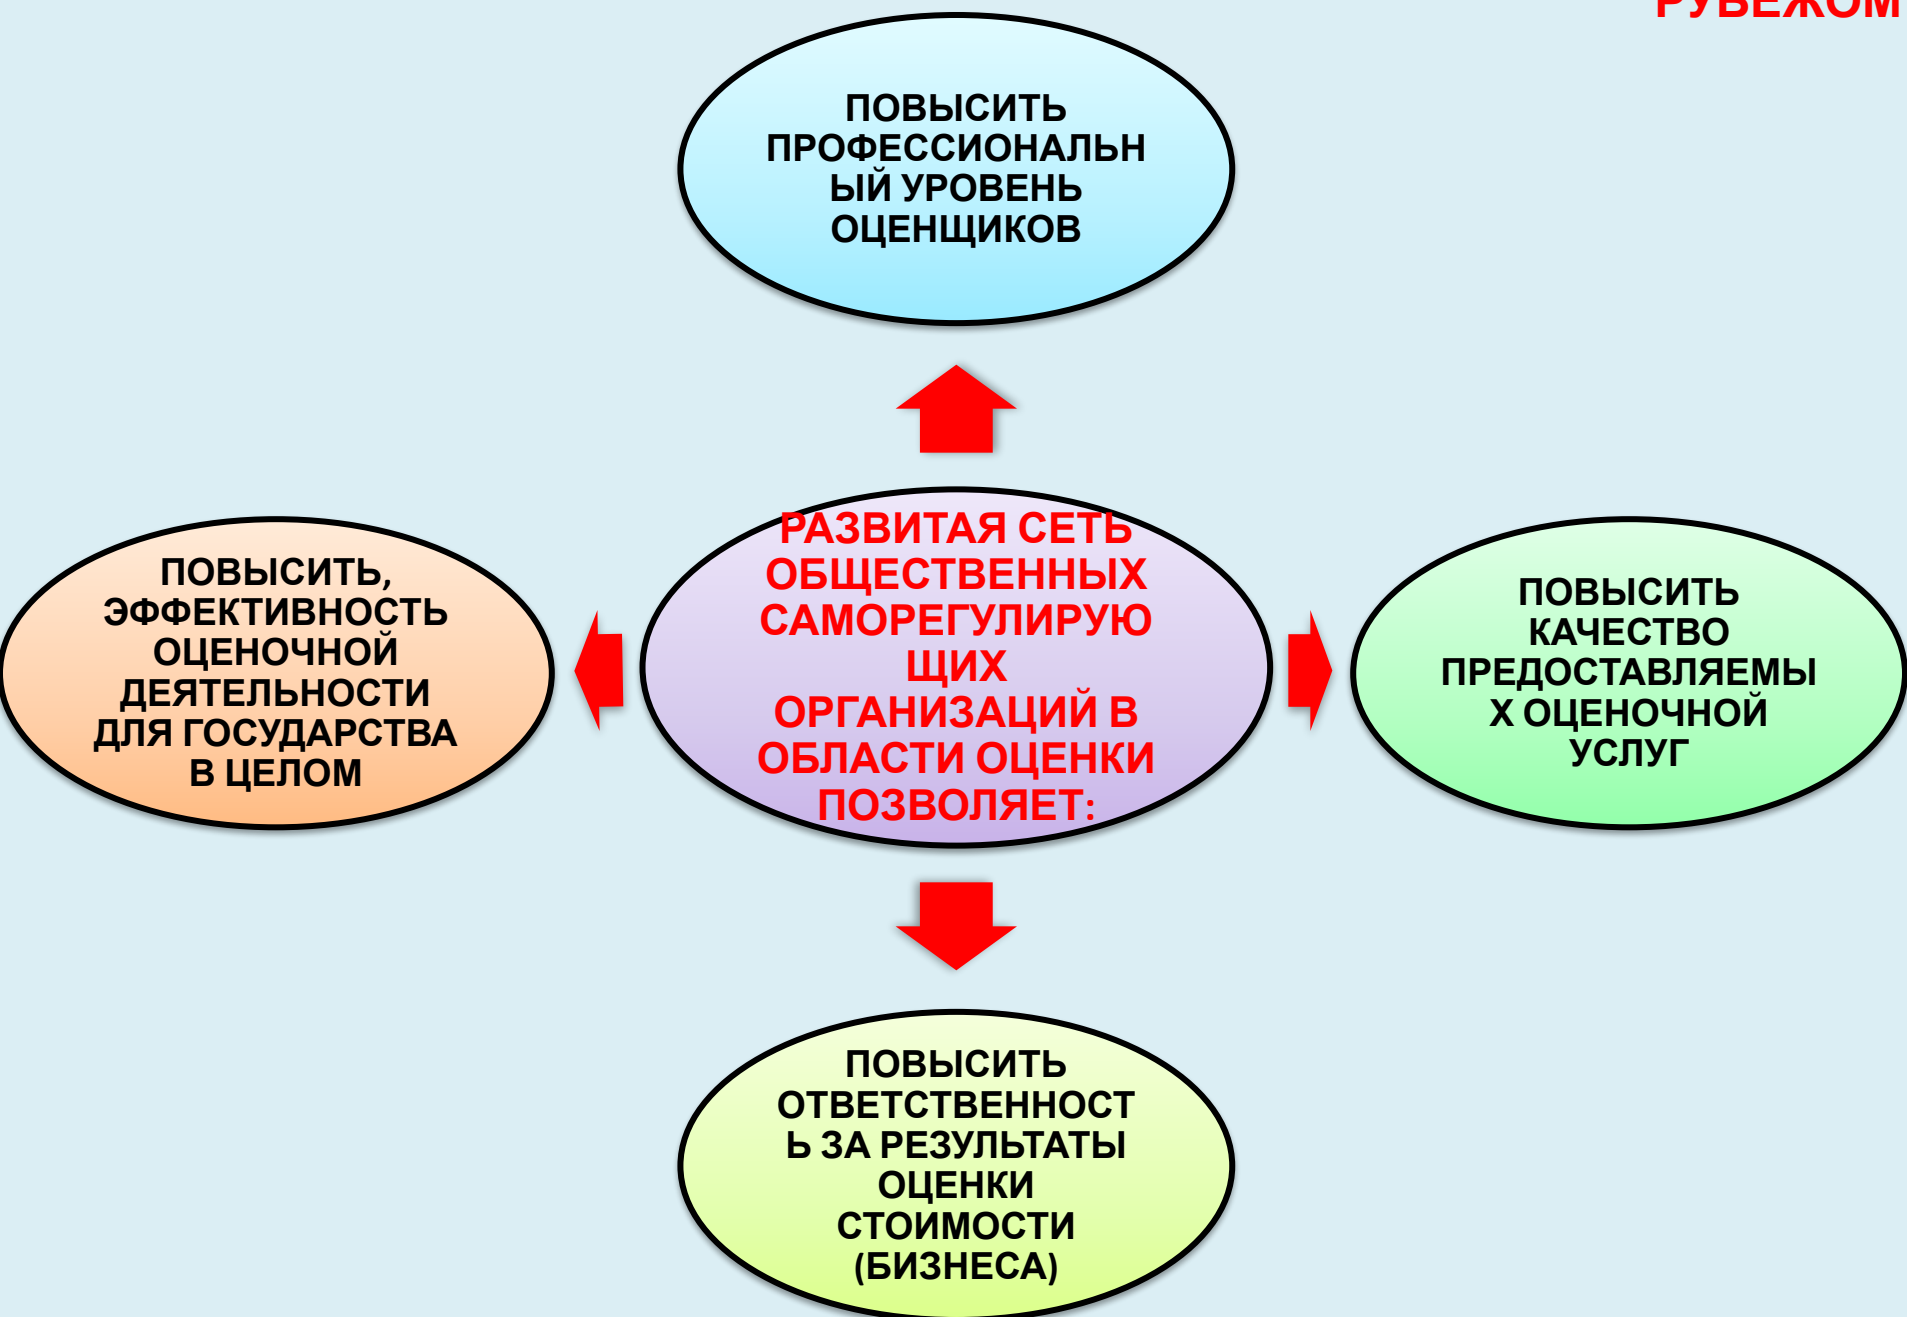 РУБЕЖОМ
ПОВЫСИТЬ
ПРОФЕССИОНАЛЬН
ЫЙ УРОВЕНЬ
ОЦЕНЩИКОВ
РАЗВИТАЯ СЕТЬ
ОБЩЕСТВЕННЫХ
САМОРЕГУЛИРУЮ
ЩИХ
ОРГАНИЗАЦИЙ В
ОБЛАСТИ ОЦЕНКИ
ПОЗВОЛЯЕТ:
ПОВЫСИТЬ
КАЧЕСТВО
ПРЕДОСТАВЛЯЕМЫ
Х ОЦЕНОЧНОЙ
УСЛУГ
ПОВЫСИТЬ
ОТВЕТСТВЕННОСТ
Ь ЗА РЕЗУЛЬТАТЫ
ОЦЕНКИ
СТОИМОСТИ
(БИЗНЕСА)
ПОВЫСИТЬ,
ЭФФЕКТИВНОСТЬ
ОЦЕНОЧНОЙ
ДЕЯТЕЛЬНОСТИ
ДЛЯ ГОСУДАРСТВА
В ЦЕЛОМ